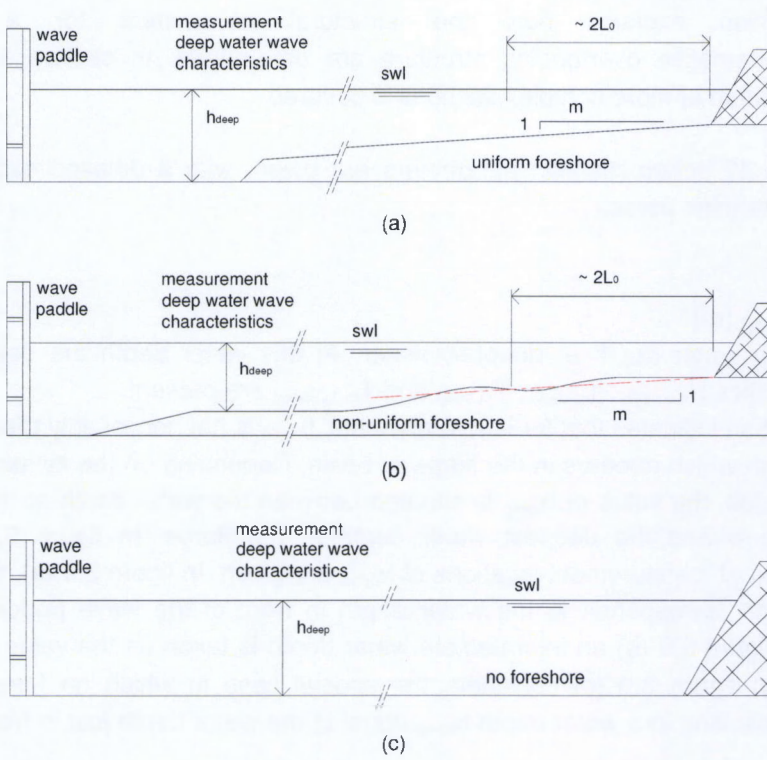 wave
paddle
measurement
deep water wave
characteristics
~ 2L₀
swl
h_deep
m
1
uniform foreshore
(a)
wave
paddle
measurement
deep water wave
characteristics
~ 2L₀
swl
h_deep
1
m
non-uniform foreshore
(b)
wave
paddle
measurement
deep water wave
characteristics
swl
h_deep
no foreshore
(c)